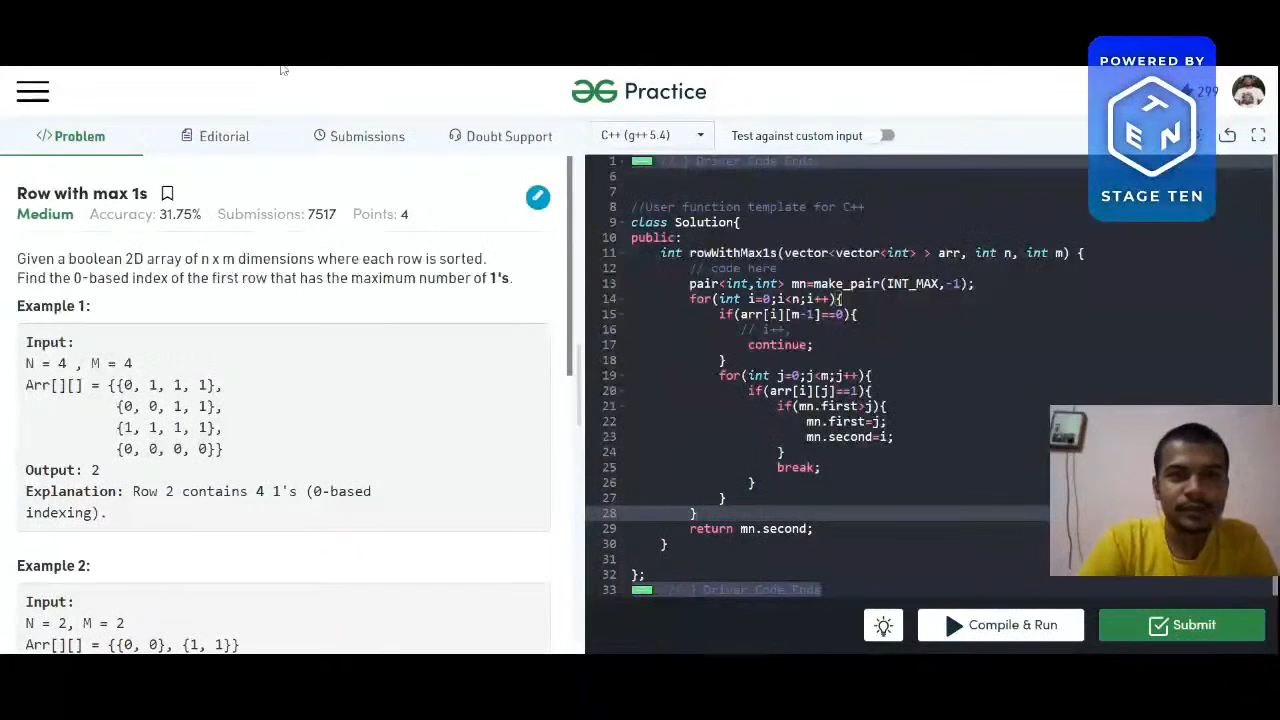 POWERED BY
TEN
STAGE TEN
Practice
299
</> Problem
Editorial
Submissions
Doubt Support
C++ (g++ 5.4)
Test against custom input
Row with max 1s
Medium Accuracy: 31.75% Submissions: 7517 Points: 4
Given a boolean 2D array of n x m dimensions where each row is sorted.
Find the 0-based index of the first row that has the maximum number of 1's.
Example 1:
Input:
N = 4 , M = 4
Arr[][] = {{0, 1, 1, 1},
{0, 0, 1, 1},
{1, 1, 1, 1},
{0, 0, 0, 0}}
Output: 2
Explanation: Row 2 contains 4 1's (0-based
indexing).
Example 2:
Input:
N = 2, M = 2
Arr[][] = {{0, 0}, {1, 1}}
1 // } Driver Code Ends
6
7
8 //User function template for C++
9 class Solution{
10 public:
11 int rowWithMax1s(vector<vector<int> > arr, int n, int m) {
12 // code here
13 pair<int,int> mn=make_pair(INT_MAX,-1);
14 for(int i=0;i<n;i++){
15 if(arr[i][m-1]==0){
16 // i++,
17 continue;
18 }
19 for(int j=0;j<m;j++){
20 if(arr[i][j]==1){
21 if(mn.first>j){
22 mn.first=j;
23 mn.second=i;
24 }
25 break;
26 }
27 }
28 }
29 return mn.second;
30 }
31
32 };
33 // } Driver Code Ends
Compile & Run
Submit